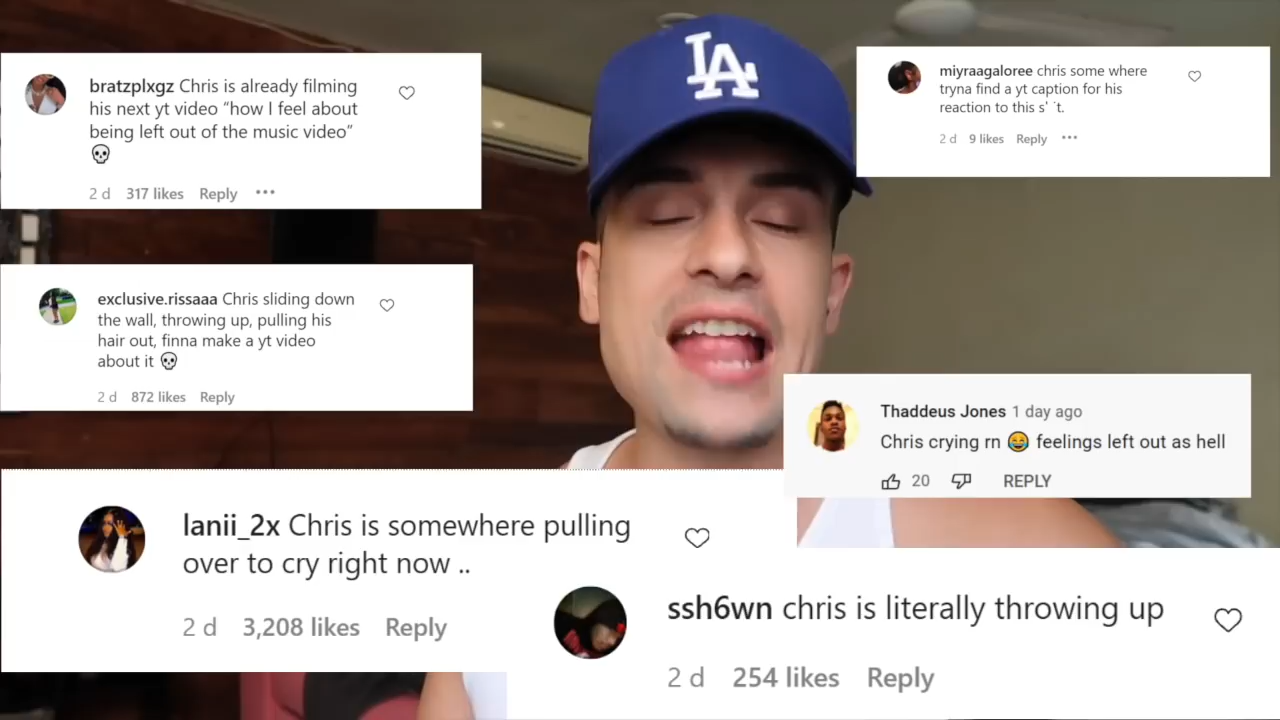 bratzplxgz Chris is already filming
his next yt video “how I feel about
being left out of the music video”
💀
2 d 317 likes Reply •••
miyraagaloree chris some where
tryna find a yt caption for his
reaction to this s' ´t.
2 d 9 likes Reply •••
LA
exclusive.rissaaa Chris sliding down
the wall, throwing up, pulling his
hair out, finna make a yt video
about it 💀
2 d 872 likes Reply
Thaddeus Jones 1 day ago
Chris crying rn 😂 feelings left out as hell
20 REPLY
lanii_2x Chris is somewhere pulling
over to cry right now ..
2 d 3,208 likes Reply
ssh6wn chris is literally throwing up
2 d 254 likes Reply